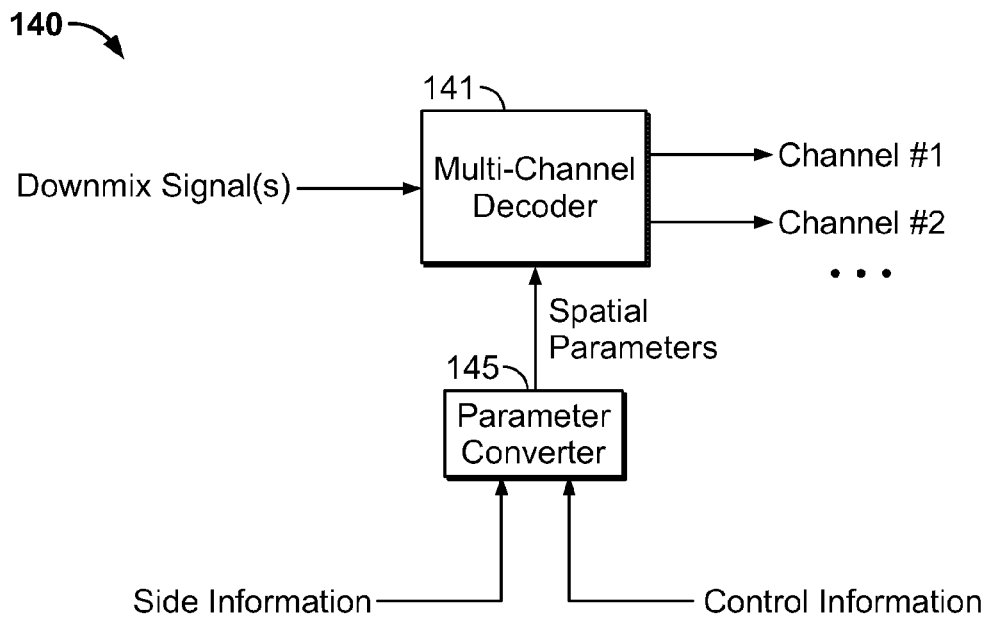 140
141
Multi-Channel
Decoder
Downmix Signal(s)
Channel #1
Channel #2
• • •
Spatial
Parameters
145
Parameter
Converter
Side Information
Control Information